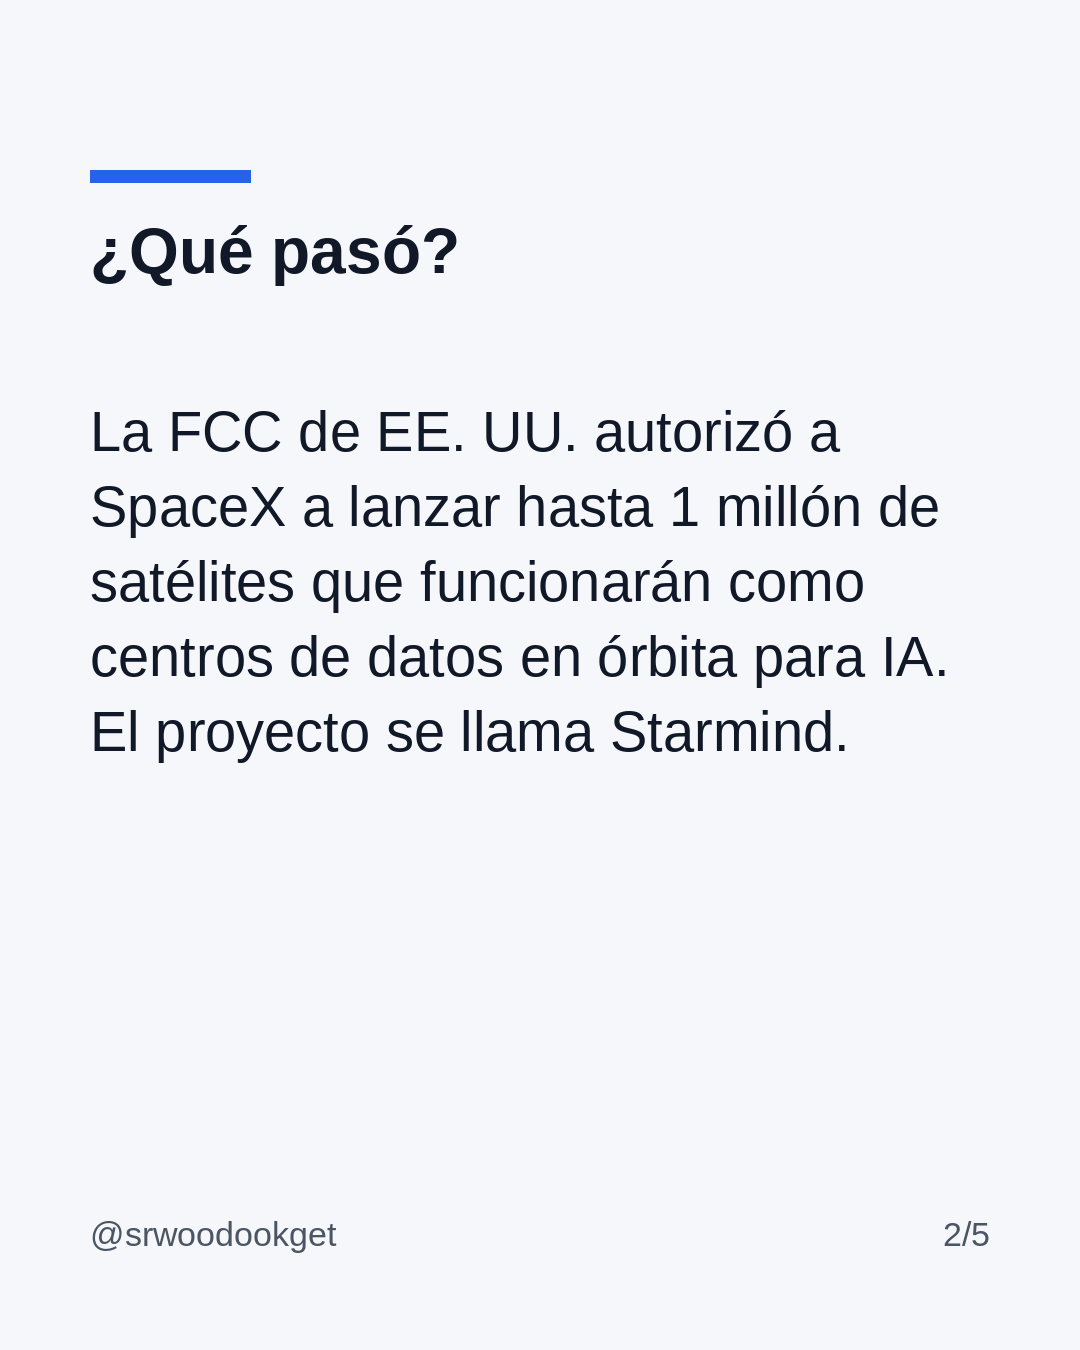 ¿Qué pasó?
La FCC de EE. UU. autorizó a
SpaceX a lanzar hasta 1 millón de
satélites que funcionarán como
centros de datos en órbita para IA.
El proyecto se llama Starmind.
@srwoodookget
2/5